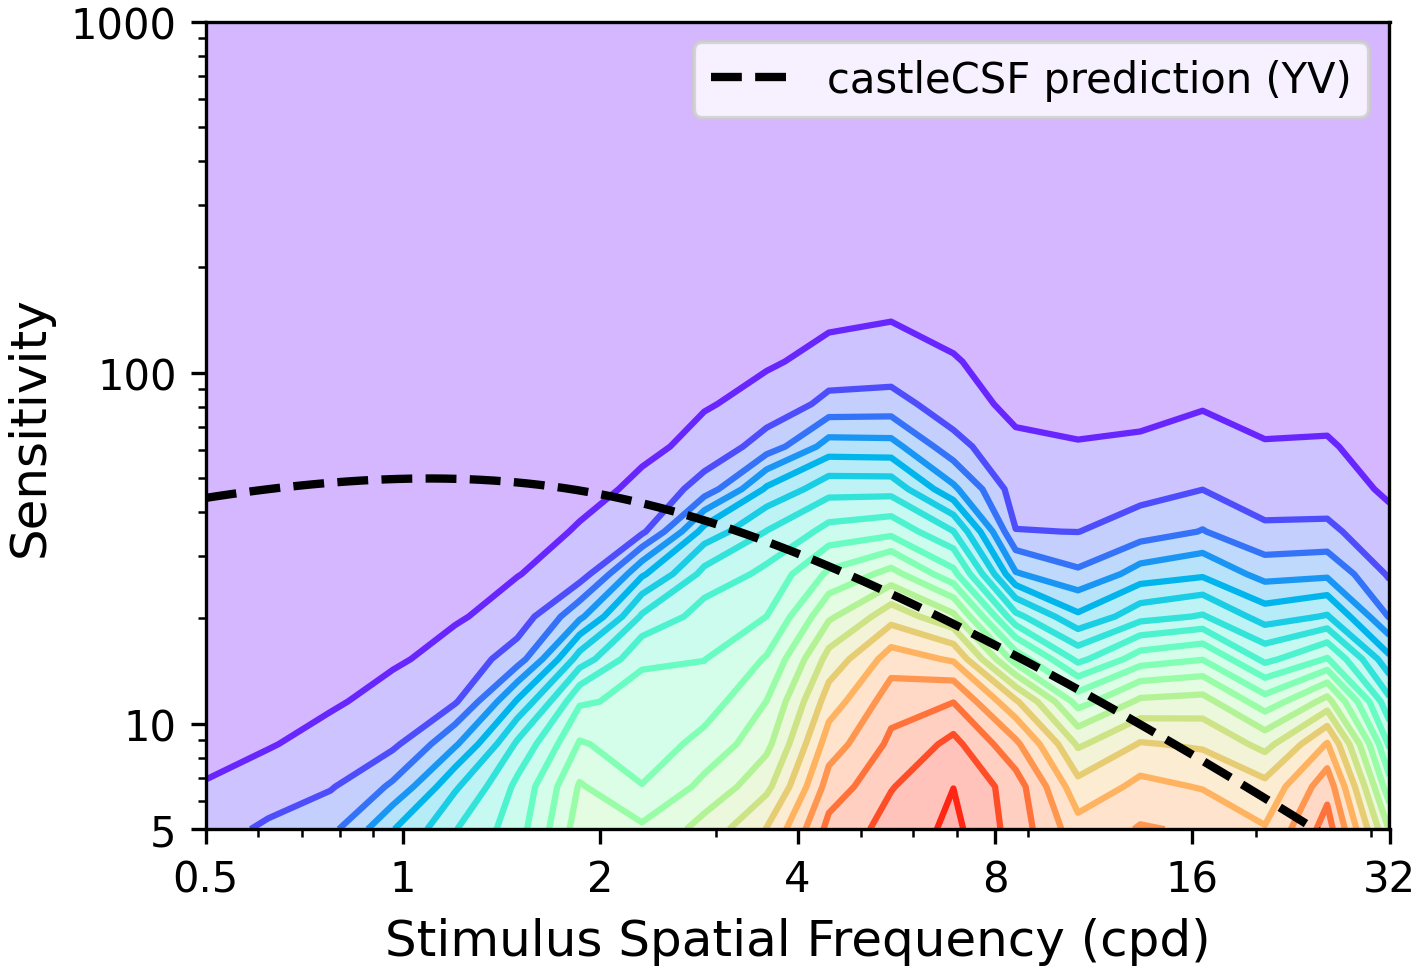 1000
castleCSF prediction (YV)
100
Sensitivity
10
5
0.5 1 2 4 8 16 32
Stimulus Spatial Frequency (cpd)